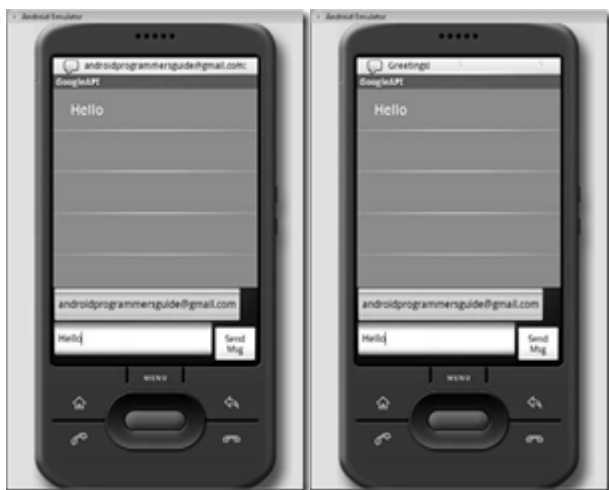 Android Emulator
androidprogrammersguide@gmail.com:
GoogleAPI
Hello
androidprogrammersguide@gmail.com
Hello
Send
Msg
MENU
Android Emulator
Greetings!
GoogleAPI
Hello
androidprogrammersguide@gmail.com
Hello
Send
Msg
MENU